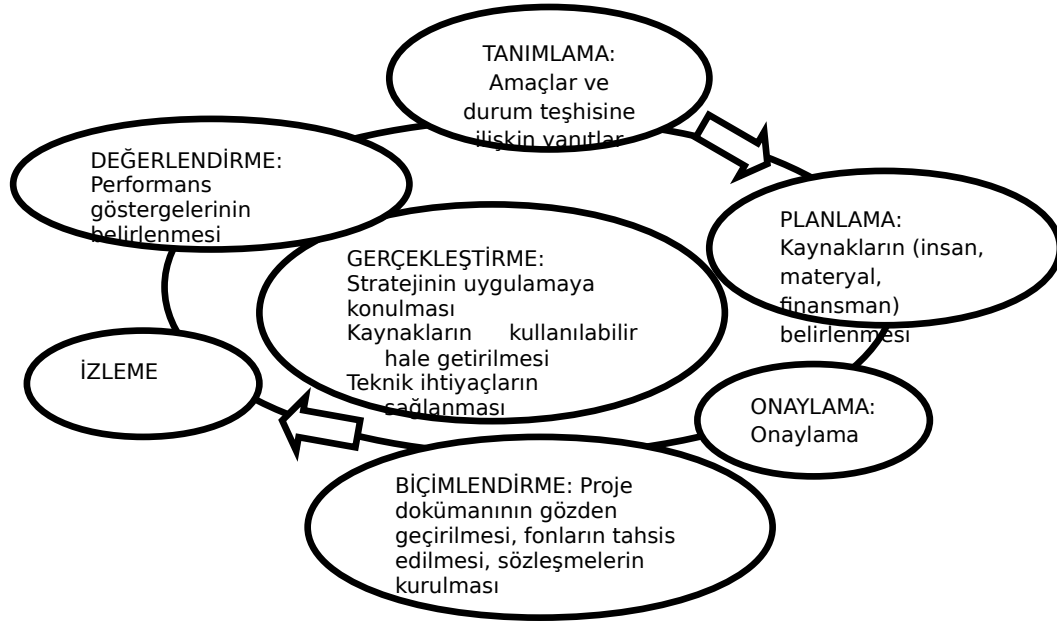 TANIMLAMA:
Amaçlar ve
durum teşhisine
ilişkin yanıtlar
DEĞERLENDİRME:
Performans
göstergelerinin
belirlenmesi
PLANLAMA:
Kaynakların (insan,
materyal,
finansman)
belirlenmesi
GERÇEKLEŞTİRME:
Stratejinin uygulamaya
konulması
Kaynakların kullanılabilir
hale getirilmesi
Teknik ihtiyaçların
sağlanması
İZLEME
ONAYLAMA:
Onaylama
BİÇİMLENDİRME: Proje
dokümanının gözden
geçirilmesi, fonların tahsis
edilmesi, sözleşmelerin
kurulması